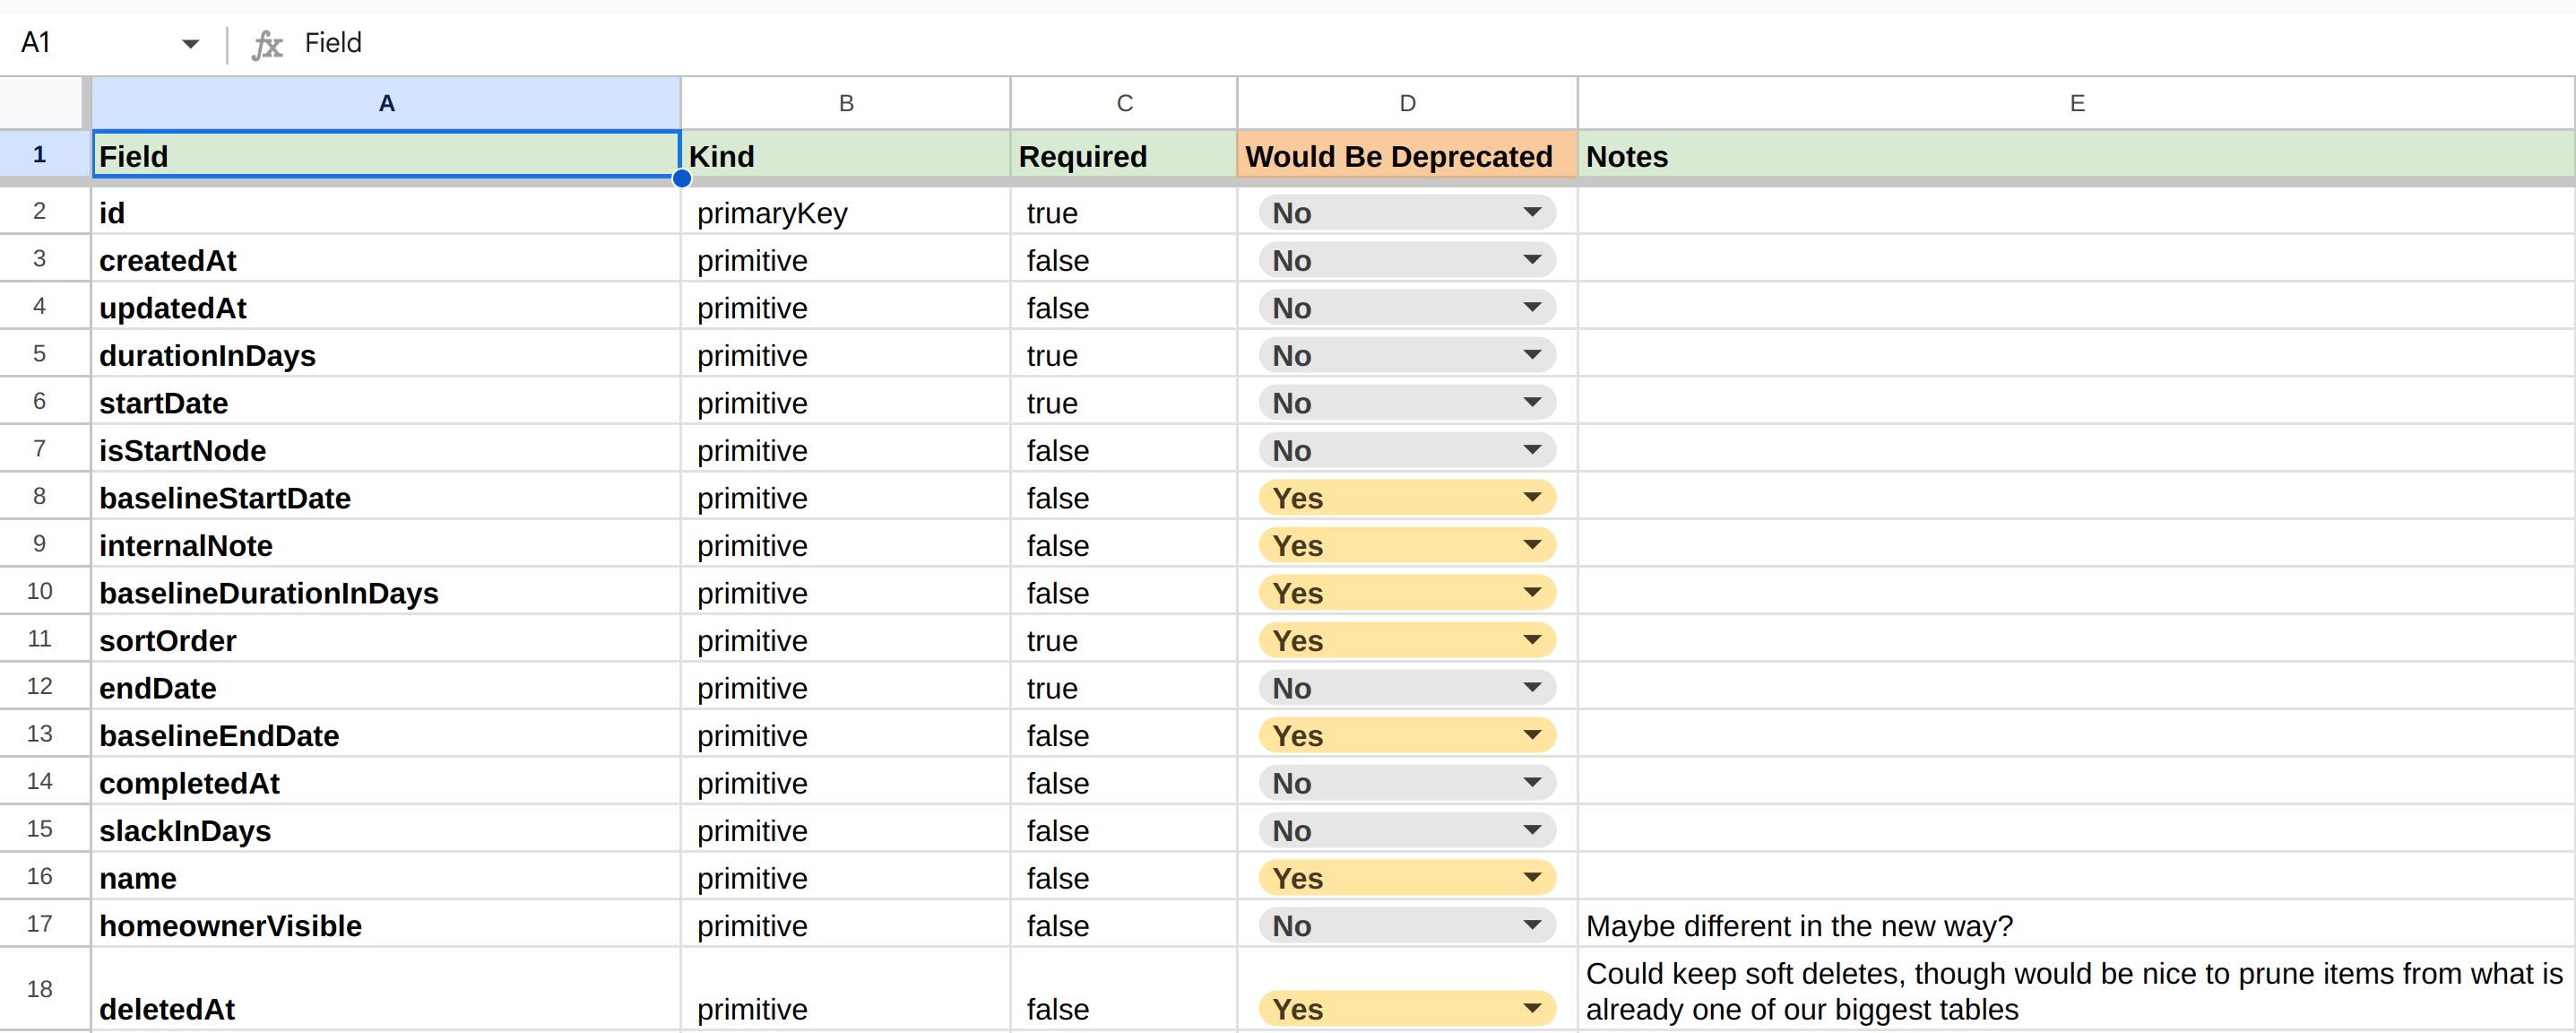 A1 fx Field
A B C D E
1 Field Kind Required Would Be Deprecated Notes
2 id primaryKey true No
3 createdAt primitive false No
4 updatedAt primitive false No
5 durationInDays primitive true No
6 startDate primitive true No
7 isStartNode primitive false No
8 baselineStartDate primitive false Yes
9 internalNote primitive false Yes
10 baselineDurationInDays primitive false Yes
11 sortOrder primitive true Yes
12 endDate primitive true No
13 baselineEndDate primitive false Yes
14 completedAt primitive false No
15 slackInDays primitive false No
16 name primitive false Yes
17 homeownerVisible primitive false No Maybe different in the new way?
18 deletedAt primitive false Yes Could keep soft deletes, though would be nice to prune items from what is
already one of our biggest tables